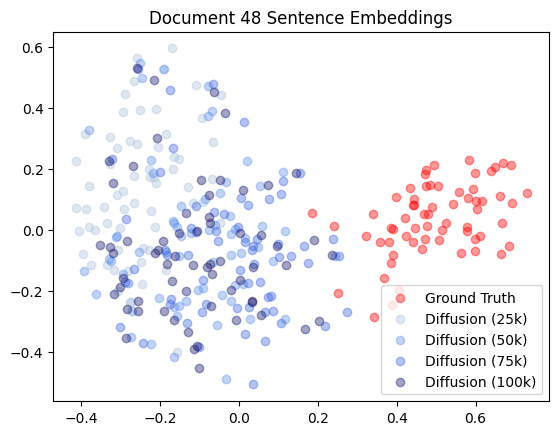 Document 48 Sentence Embeddings
0.6
0.4
0.2
0.0
−0.2
−0.4
Ground Truth
Diffusion (25k)
Diffusion (50k)
Diffusion (75k)
Diffusion (100k)
−0.4 −0.2 0.0 0.2 0.4 0.6